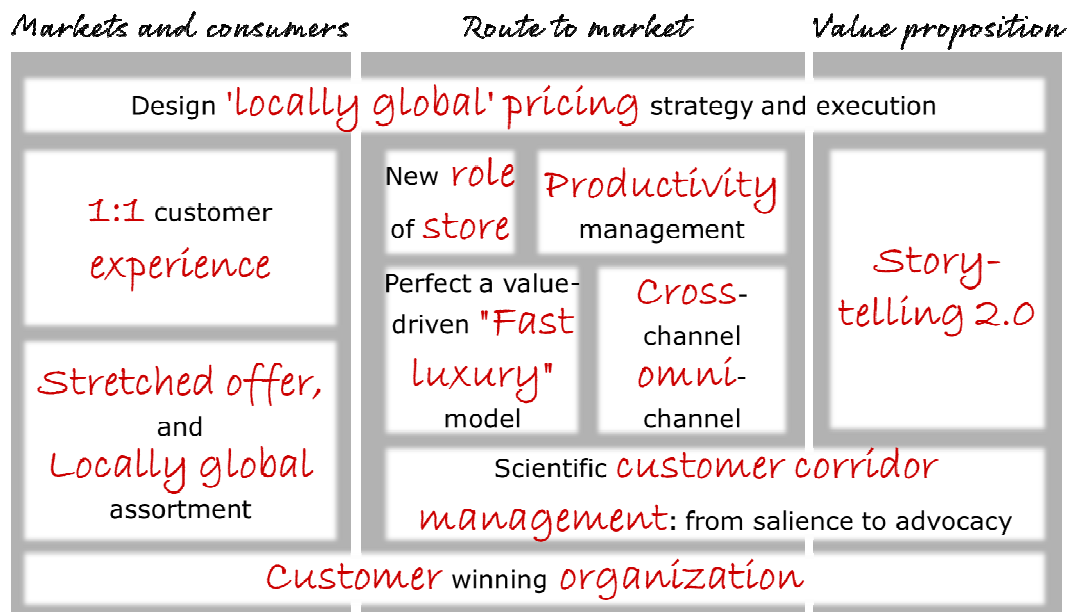 Markets and consumers
Route to market
Value proposition
Design 'locally global' pricing strategy and execution
1:1 customer
experience
Stretched offer,
and
Locally global
assortment
New role
of store
Productivity
management
Perfect a value-
driven "Fast
luxury"
model
Cross-
channel
omni-
channel
Story-
telling 2.0
Scientific customer corridor
management: from salience to advocacy
Customer winning organization